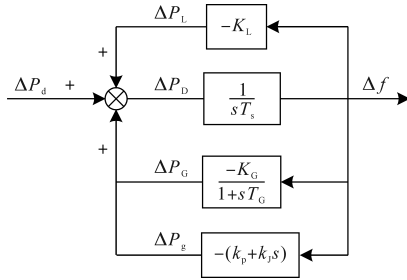 ΔP_L
−K_L
+
ΔP_d + ΔP_D 1/(sT_s) Δf
+
ΔP_G −K_G/(1+sT_G)
ΔP_g −(k_p+k_J s)